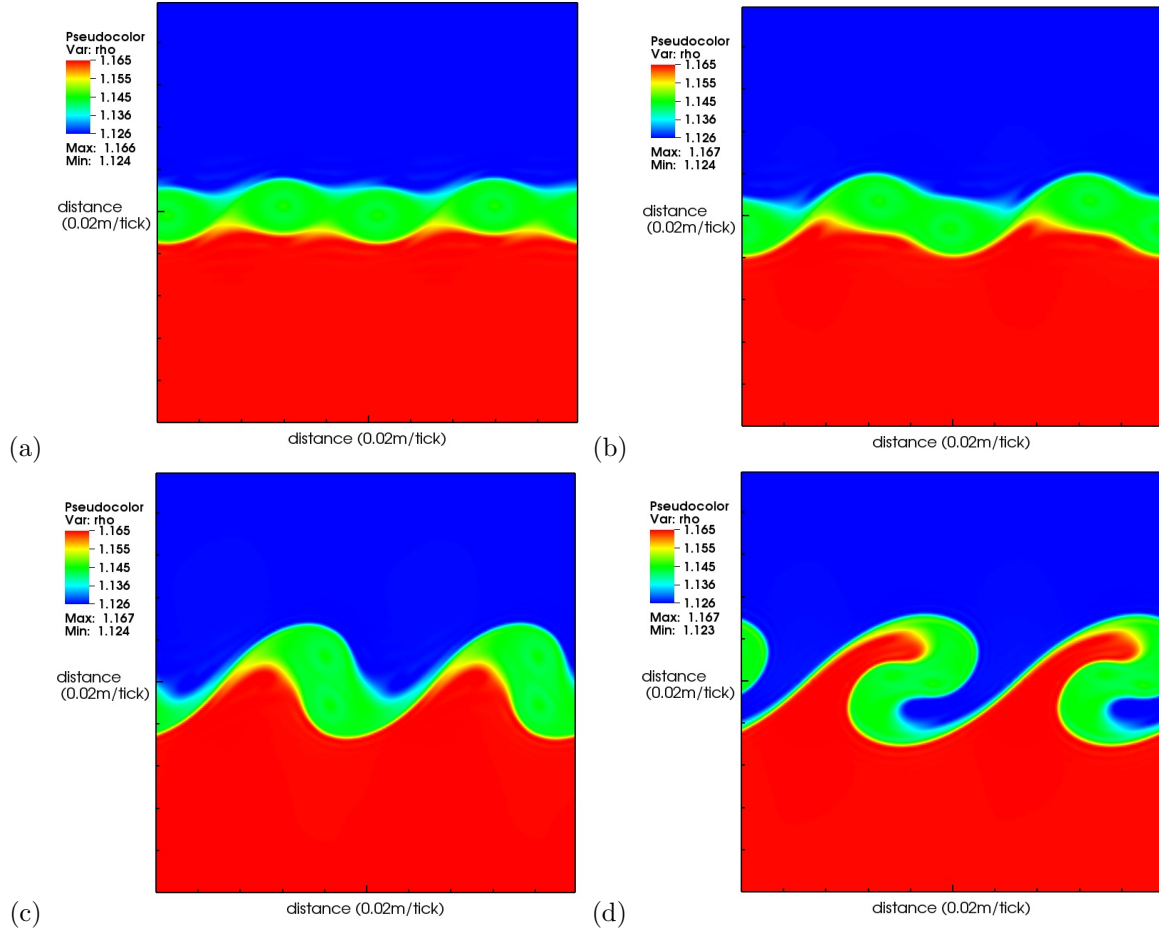 Pseudocolor
Var: rho
1.165
1.155
1.145
1.136
1.126
Max: 1.166
Min: 1.124
distance
(0.02m/tick)
distance (0.02m/tick)
(a)
Pseudocolor
Var: rho
1.165
1.155
1.145
1.136
1.126
Max: 1.167
Min: 1.124
distance
(0.02m/tick)
distance (0.02m/tick)
(b)
Pseudocolor
Var: rho
1.165
1.155
1.145
1.136
1.126
Max: 1.167
Min: 1.124
distance
(0.02m/tick)
distance (0.02m/tick)
(c)
Pseudocolor
Var: rho
1.165
1.155
1.145
1.136
1.126
Max: 1.167
Min: 1.123
distance
(0.02m/tick)
distance (0.02m/tick)
(d)